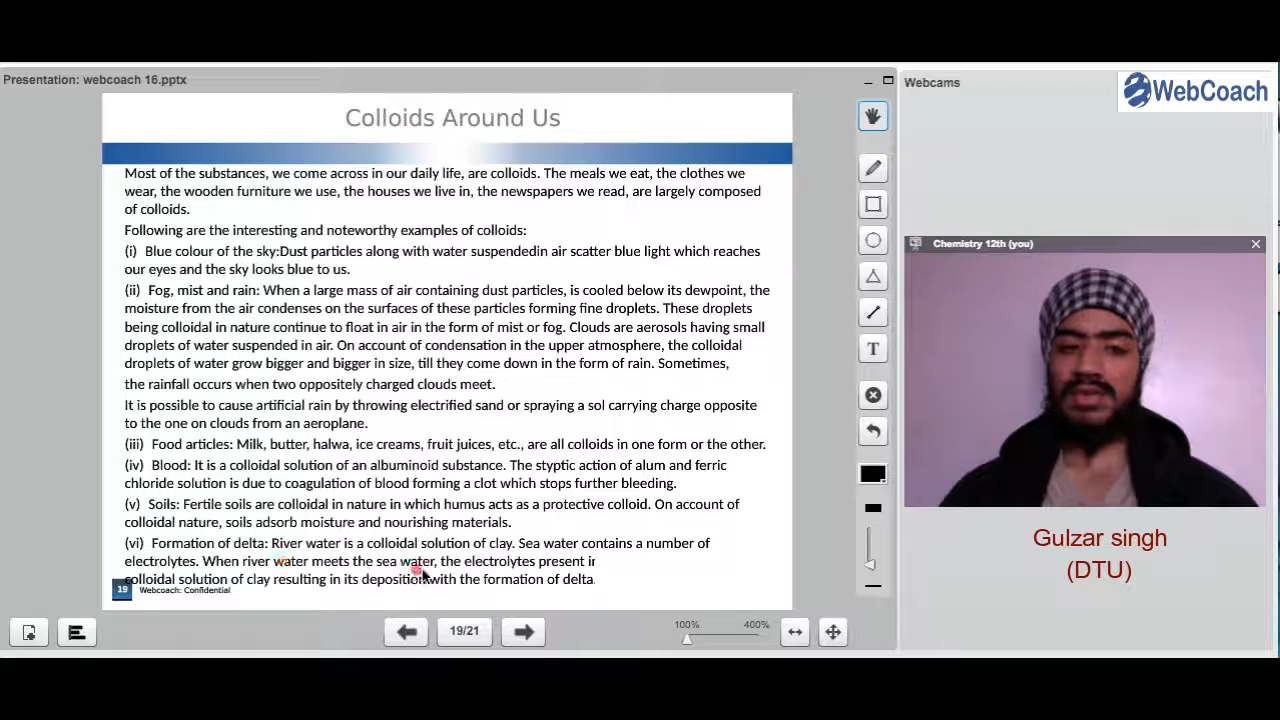 Presentation: webcoach 16.pptx
Webcams
WebCoach
Colloids Around Us
Most of the substances, we come across in our daily life, are colloids. The meals we eat, the clothes we
wear, the wooden furniture we use, the houses we live in, the newspapers we read, are largely composed
of colloids.
Following are the interesting and noteworthy examples of colloids:
(i) Blue colour of the sky:Dust particles along with water suspendedin air scatter blue light which reaches
our eyes and the sky looks blue to us.
(ii) Fog, mist and rain: When a large mass of air containing dust particles, is cooled below its dewpoint, the
moisture from the air condenses on the surfaces of these particles forming fine droplets. These droplets
being colloidal in nature continue to float in air in the form of mist or fog. Clouds are aerosols having small
droplets of water suspended in air. On account of condensation in the upper atmosphere, the colloidal
droplets of water grow bigger and bigger in size, till they come down in the form of rain. Sometimes,
the rainfall occurs when two oppositely charged clouds meet.
It is possible to cause artificial rain by throwing electrified sand or spraying a sol carrying charge opposite
to the one on clouds from an aeroplane.
(iii) Food articles: Milk, butter, halwa, ice creams, fruit juices, etc., are all colloids in one form or the other.
(iv) Blood: It is a colloidal solution of an albuminoid substance. The styptic action of alum and ferric
chloride solution is due to coagulation of blood forming a clot which stops further bleeding.
(v) Soils: Fertile soils are colloidal in nature in which humus acts as a protective colloid. On account of
colloidal nature, soils adsorb moisture and nourishing materials.
(vi) Formation of delta: River water is a colloidal solution of clay. Sea water contains a number of
electrolytes. When river water meets the sea water, the electrolytes present
colloidal solution of clay resulting in its deposition with the formation of delta.
19 Webcoach: Confidential
T
19/21
100%
400%
Chemistry 12th (you)
Gulzar singh
(DTU)